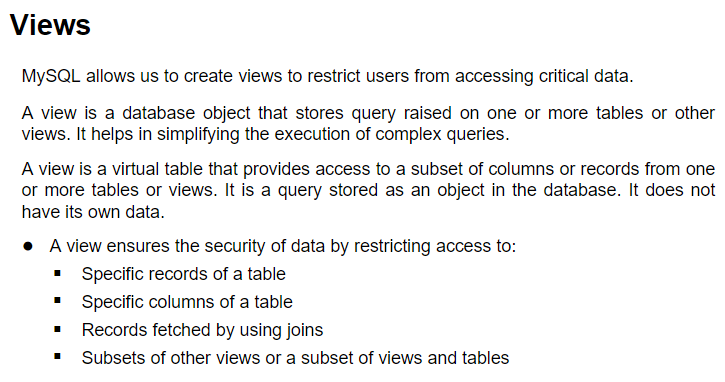 Views
MySQL allows us to create views to restrict users from accessing critical data.
A view is a database object that stores query raised on one or more tables or other
views. It helps in simplifying the execution of complex queries.
A view is a virtual table that provides access to a subset of columns or records from one
or more tables or views. It is a query stored as an object in the database. It does not
have its own data.
● A view ensures the security of data by restricting access to:
▪ Specific records of a table
▪ Specific columns of a table
▪ Records fetched by using joins
▪ Subsets of other views or a subset of views and tables